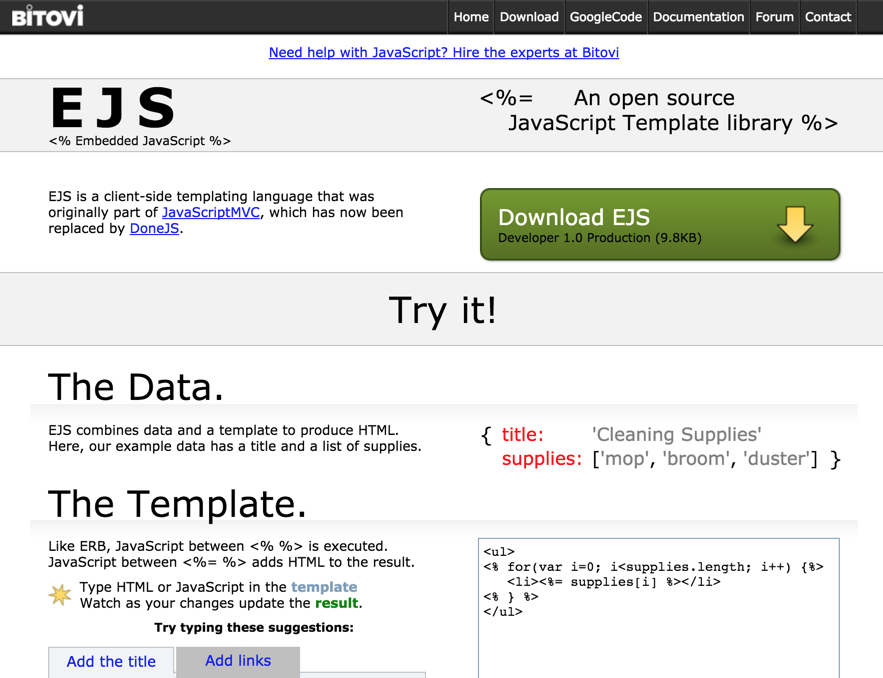 BiTOVi
Home Download GoogleCode Documentation Forum Contact
Need help with JavaScript? Hire the experts at Bitovi
EJS
<% Embedded JavaScript %>
<%= An open source
JavaScript Template library %>
EJS is a client-side templating language that was
originally part of JavaScriptMVC, which has now been
replaced by DoneJS.
Download EJS
Developer 1.0 Production (9.8KB)
Try it!
The Data.
EJS combines data and a template to produce HTML.
Here, our example data has a title and a list of supplies.
{ title: 'Cleaning Supplies'
supplies: ['mop', 'broom', 'duster'] }
The Template.
Like ERB, JavaScript between <% %> is executed.
JavaScript between <%= %> adds HTML to the result.
Type HTML or JavaScript in the template
Watch as your changes update the result.
Try typing these suggestions:
Add the title Add links
<ul>
<% for(var i=0; i<supplies.length; i++) {%>
   <li><%= supplies[i] %></li>
<% } %>
</ul>